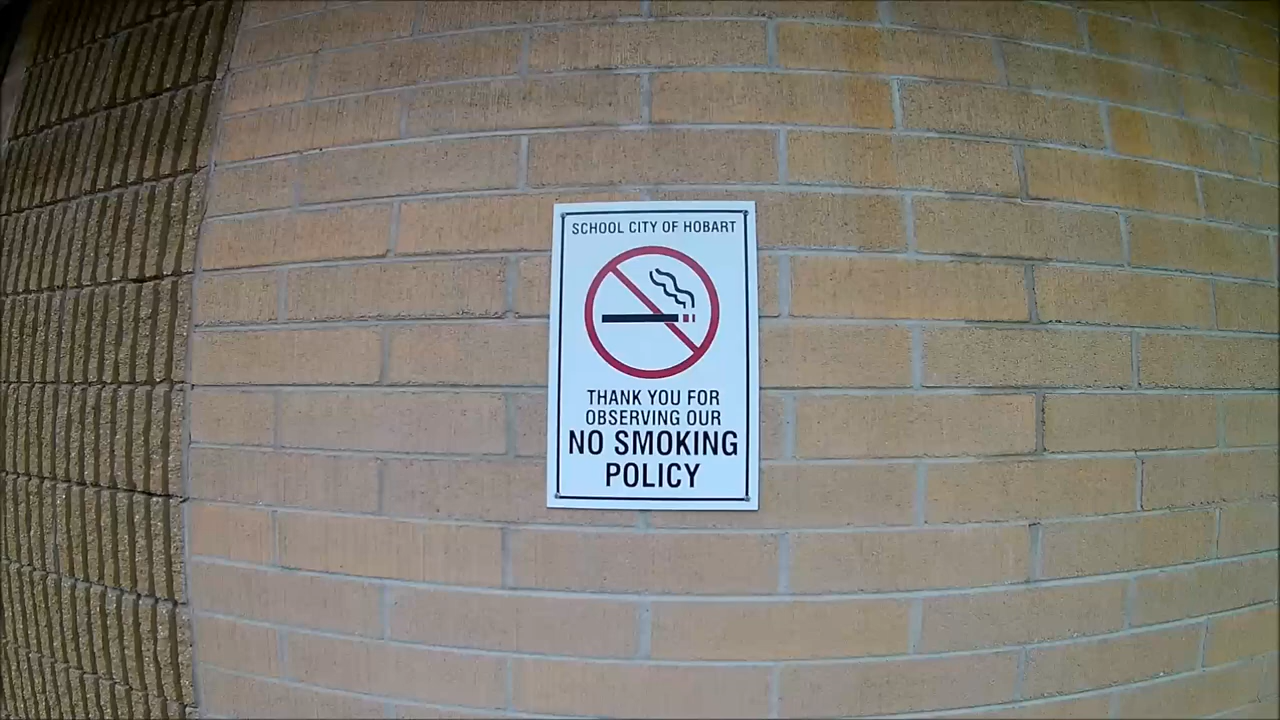 SCHOOL CITY OF HOBART
THANK YOU FOR
OBSERVING OUR
NO SMOKING
POLICY